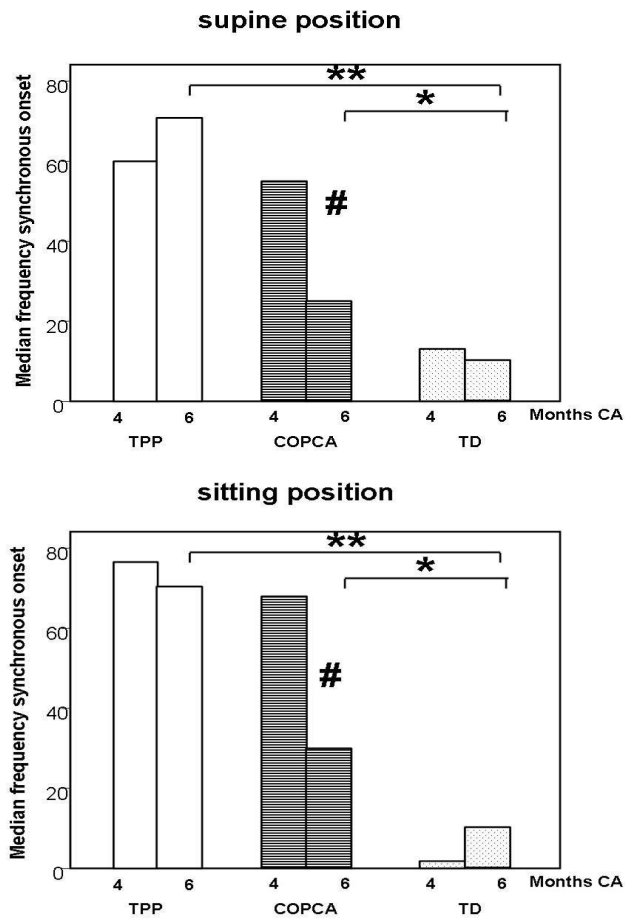 supine position
Median frequency synchronous onset
80
60
40
20
0
**
*
#
4 6 4 6 4 6 Months CA
TPP COPCA TD
sitting position
Median frequency synchronous onset
80
60
40
20
0
**
*
#
4 6 4 6 4 6 Months CA
TPP COPCA TD